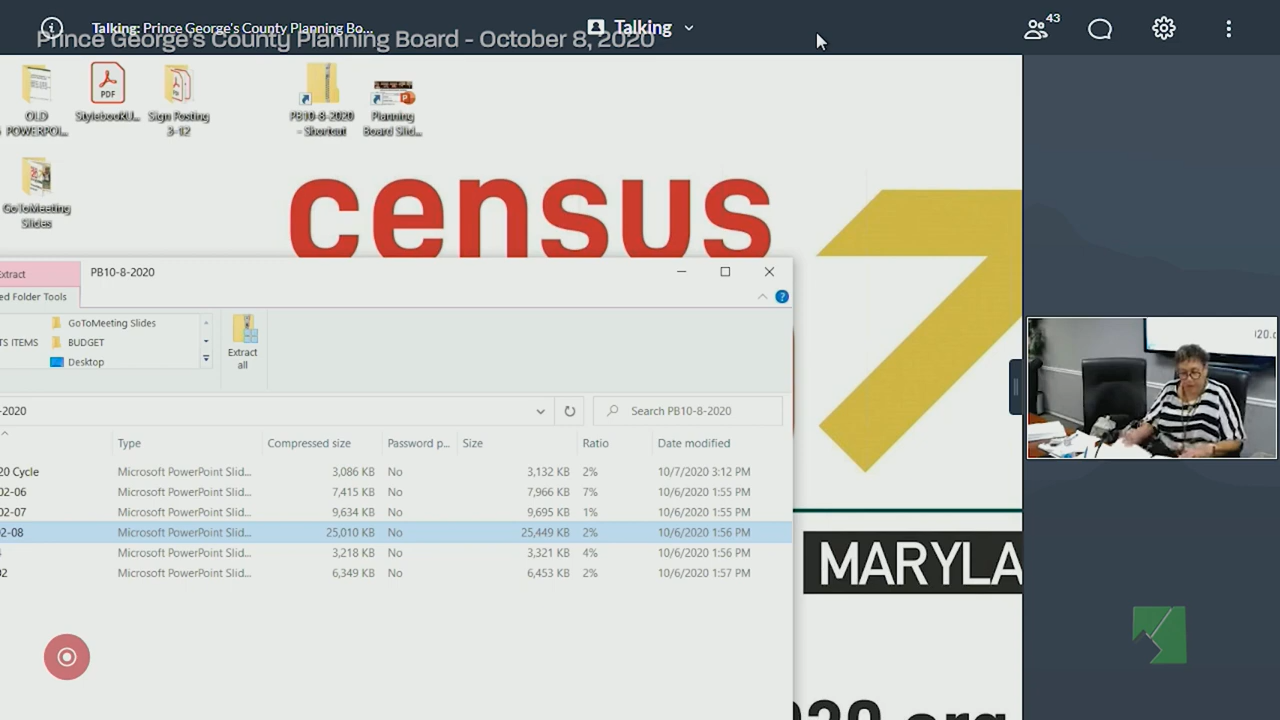 Talking: Prince George's County Planning Bo...
Talking
43
Prince George's County Planning Board - October 8, 2020
OLD
POWERPOI...
PDF
StylebookU...
Sign Posting
3-12
PB10-8-2020
- Shortcut
Planning
Board Slid...
GoToMeeting
Slides
census
Extract
PB10-8-2020
ed Folder Tools
?
GoToMeeting Slides
TS ITEMS
BUDGET
Desktop
Extract
all
-2020
Search PB10-8-2020
Type Compressed size Password p... Size Ratio Date modified
20 Cycle Microsoft PowerPoint Slid... 3,086 KB No 3,132 KB 2% 10/7/2020 3:12 PM
02-06 Microsoft PowerPoint Slid... 7,415 KB No 7,966 KB 7% 10/6/2020 1:55 PM
02-07 Microsoft PowerPoint Slid... 9,634 KB No 9,695 KB 1% 10/6/2020 1:55 PM
02-08 Microsoft PowerPoint Slid... 25,010 KB No 25,449 KB 2% 10/6/2020 1:56 PM
Microsoft PowerPoint Slid... 3,218 KB No 3,321 KB 4% 10/6/2020 1:56 PM
02 Microsoft PowerPoint Slid... 6,349 KB No 6,453 KB 2% 10/6/2020 1:57 PM
MARYLA
020.org